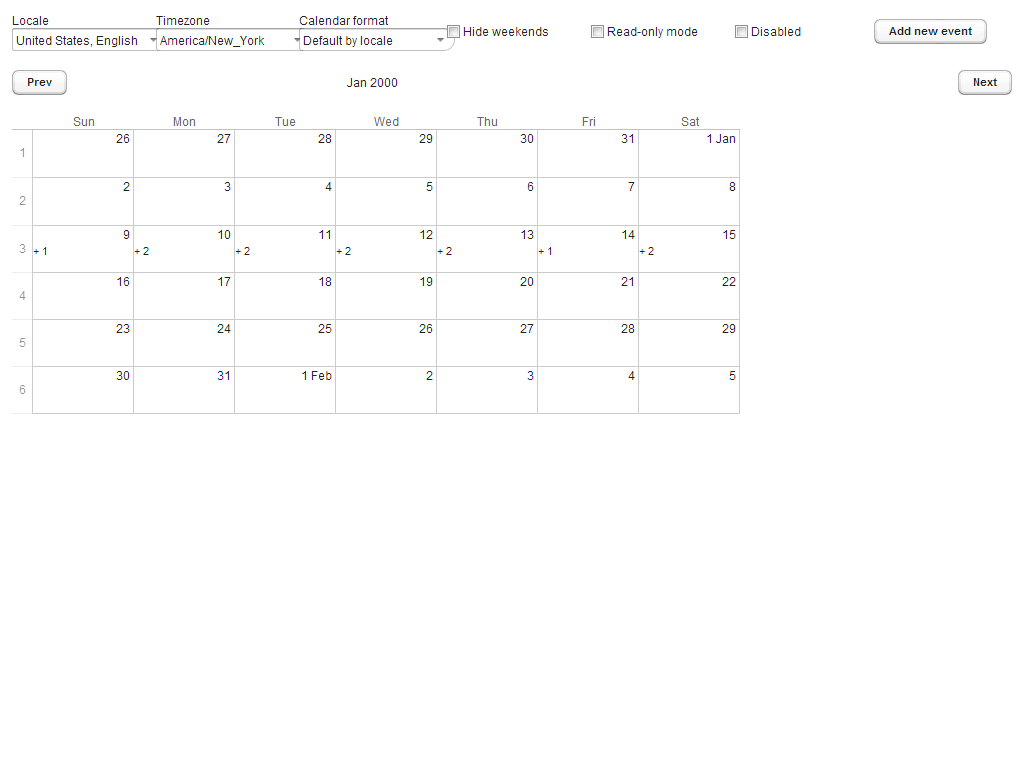 Locale Timezone Calendar format
United States, English America/New_York Default by locale Hide weekends Read-only mode Disabled Add new event
Prev Jan 2000 Next
Sun Mon Tue Wed Thu Fri Sat
1 26 27 28 29 30 31 1 Jan
2 2 3 4 5 6 7 8
3 9 10 11 12 13 14 15
+ 1 + 2 + 2 + 2 + 2 + 1 + 2
4 16 17 18 19 20 21 22
5 23 24 25 26 27 28 29
6 30 31 1 Feb 2 3 4 5